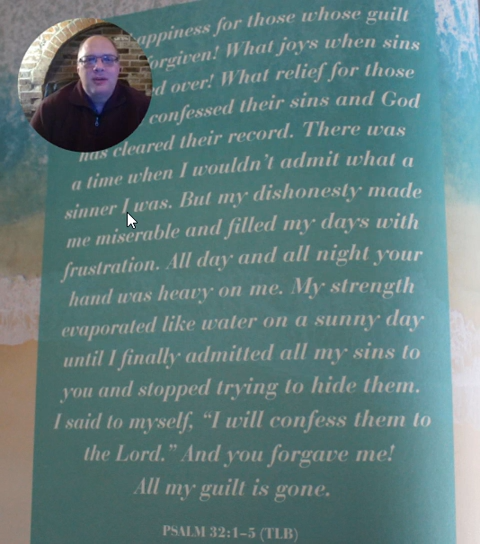 appiness for those whose guilt
orgiven! What joys when sins
d over! What relief for those
confessed their sins and God
has cleared their record. There was
a time when I wouldn't admit what a
sinner I was. But my dishonesty made
me miserable and filled my days with
frustration. All day and all night your
hand was heavy on me. My strength
evaporated like water on a sunny day
until I finally admitted all my sins to
you and stopped trying to hide them.
I said to myself, “I will confess them to
the Lord.” And you forgave me!
All my guilt is gone.
PSALM 32:1–5 (TLB)